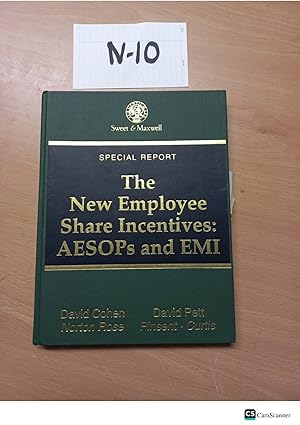 N-10
Sweet & Maxwell
SPECIAL REPORT
The
New Employee
Share Incentives:
AESOPs and EMI
David Cohen David Pett
Norton Rose Pinsent · Curtis
CS CamScanner